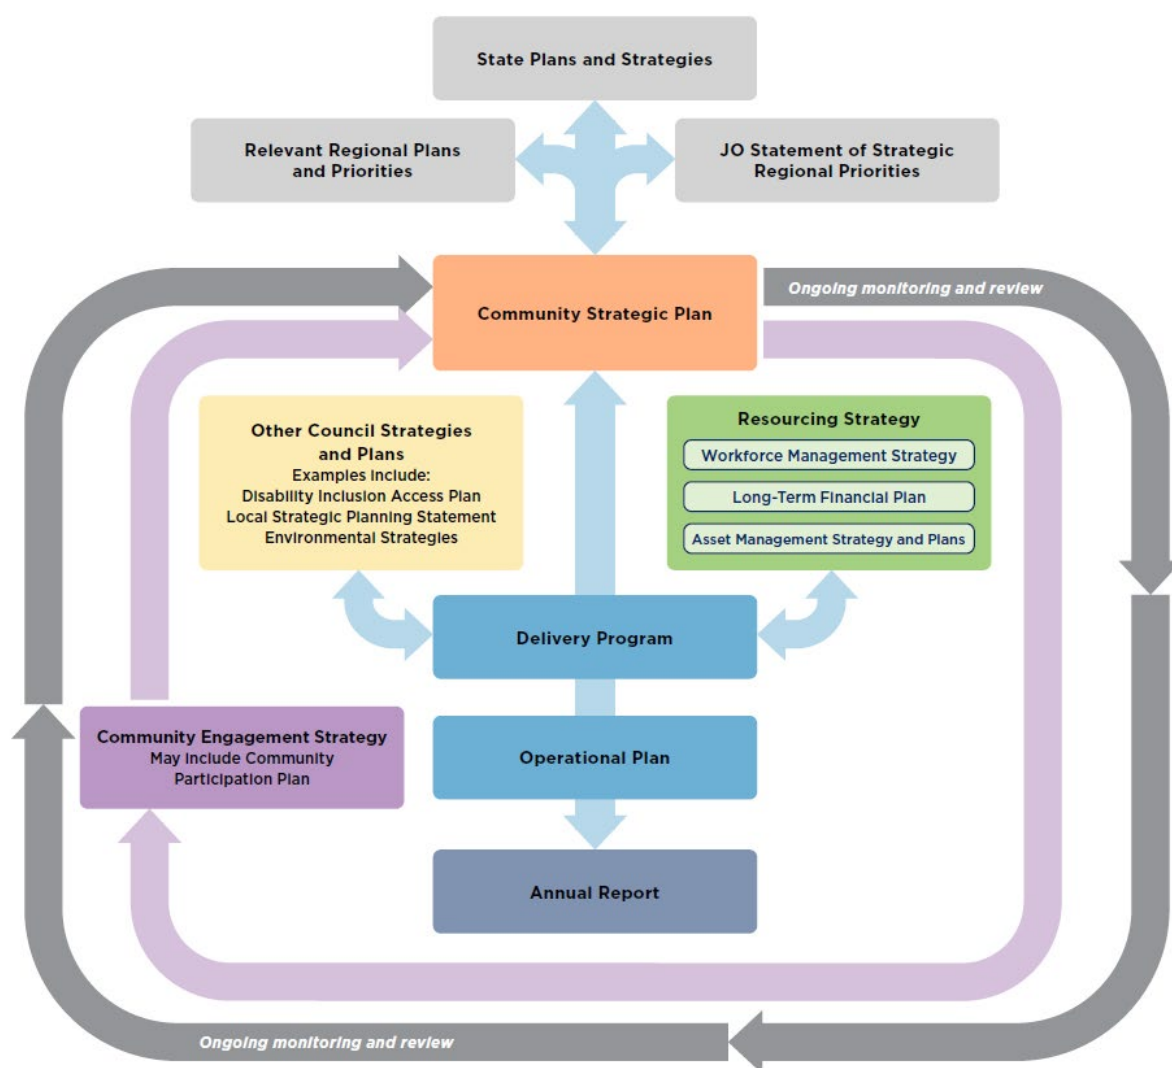 State Plans and Strategies
Relevant Regional Plans
and Priorities
JO Statement of Strategic
Regional Priorities
Community Strategic Plan
Ongoing monitoring and review
Other Council Strategies
and Plans
Examples include:
Disability Inclusion Access Plan
Local Strategic Planning Statement
Environmental Strategies
Resourcing Strategy
Workforce Management Strategy
Long-Term Financial Plan
Asset Management Strategy and Plans
Delivery Program
Community Engagement Strategy
May include Community
Participation Plan
Operational Plan
Annual Report
Ongoing monitoring and review